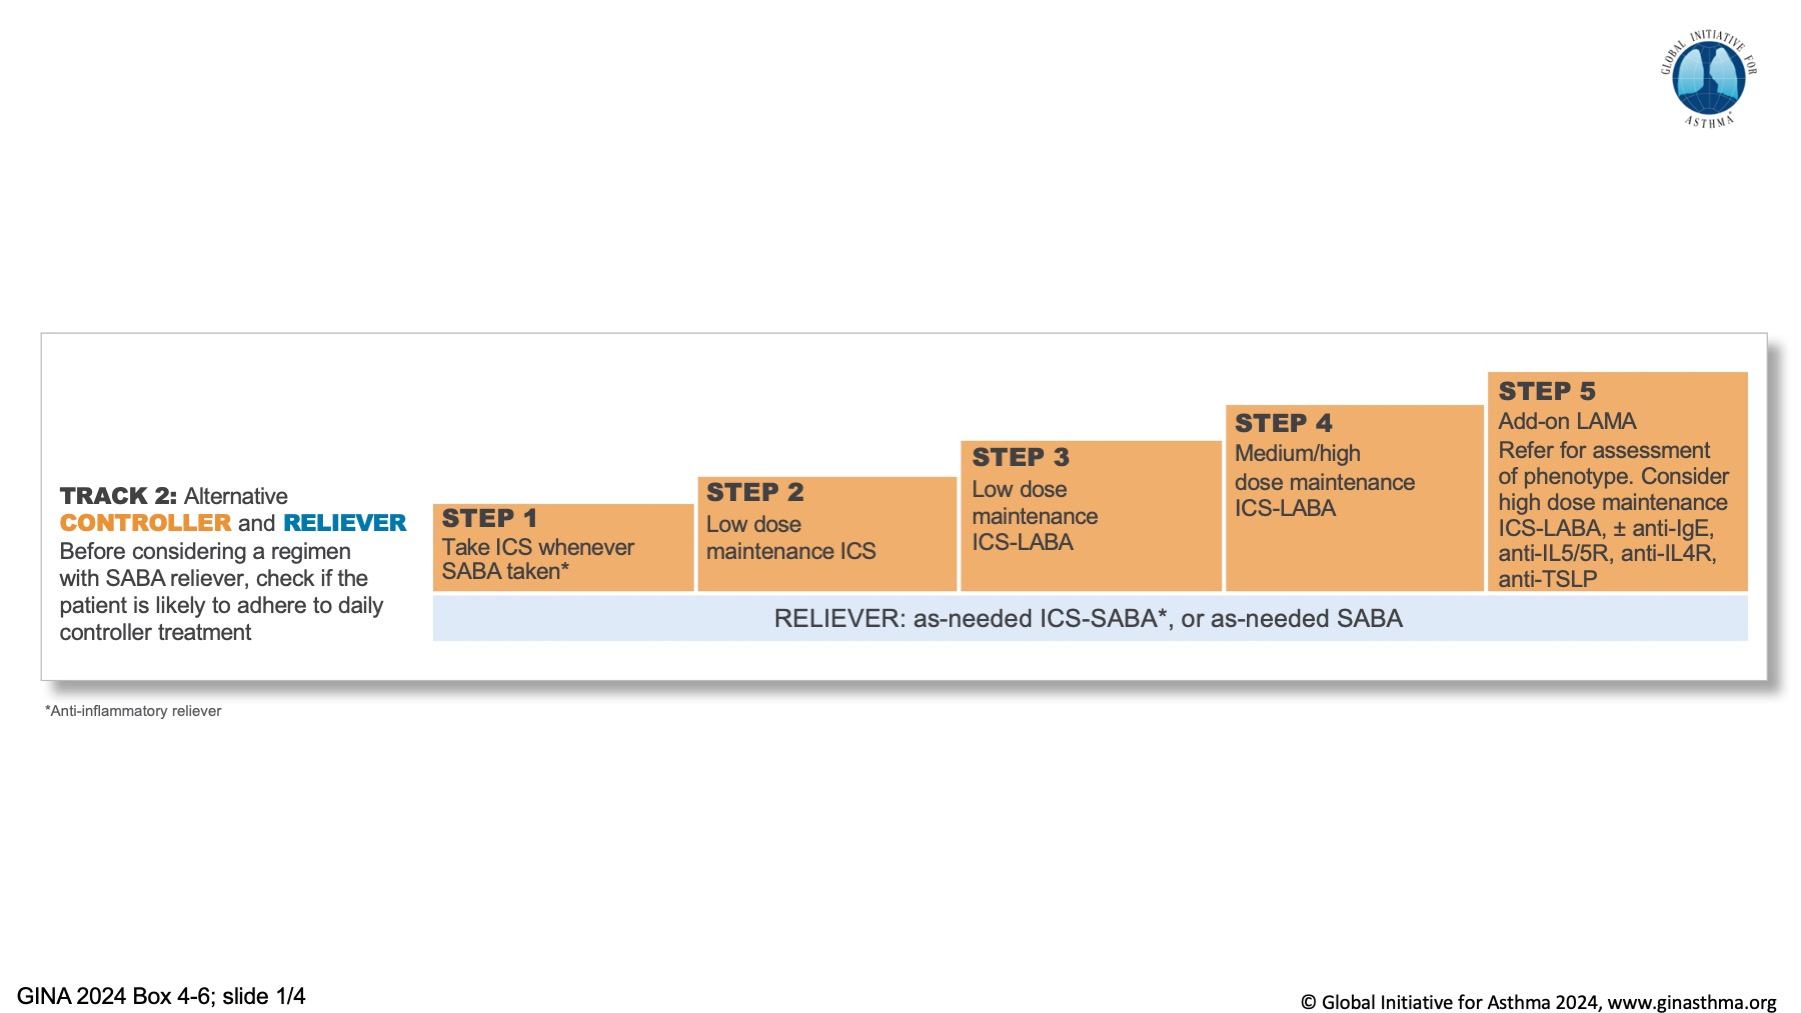 GLOBAL INITIATIVE FOR
ASTHMA
TRACK 2: Alternative
CONTROLLER and RELIEVER
Before considering a regimen
with SABA reliever, check if the
patient is likely to adhere to daily
controller treatment
STEP 1
Take ICS whenever
SABA taken*
STEP 2
Low dose
maintenance ICS
STEP 3
Low dose
maintenance
ICS-LABA
STEP 4
Medium/high
dose maintenance
ICS-LABA
STEP 5
Add-on LAMA
Refer for assessment
of phenotype. Consider
high dose maintenance
ICS-LABA, ± anti-IgE,
anti-IL5/5R, anti-IL4R,
anti-TSLP
RELIEVER: as-needed ICS-SABA*, or as-needed SABA
*Anti-inflammatory reliever
GINA 2024 Box 4-6; slide 1/4
© Global Initiative for Asthma 2024, www.ginasthma.org